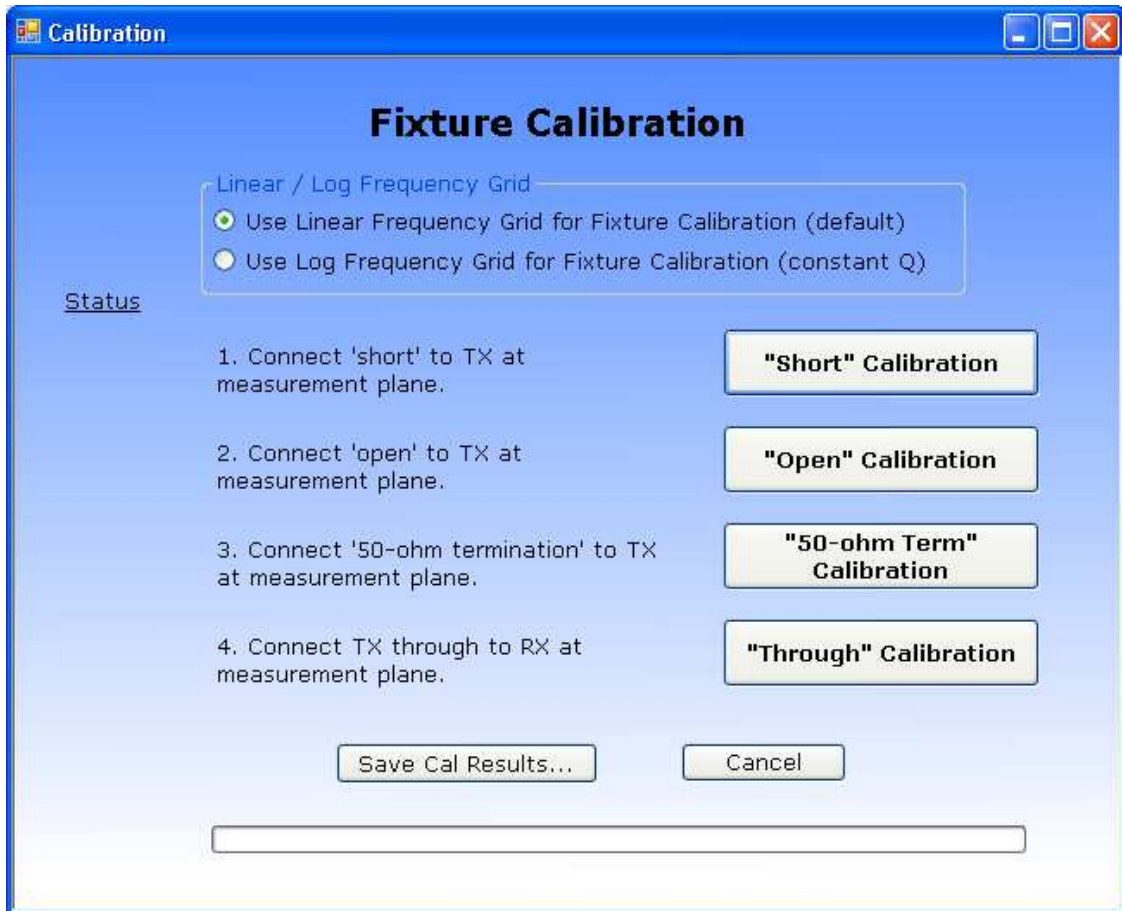 Calibration
Fixture Calibration
Linear / Log Frequency Grid
Use Linear Frequency Grid for Fixture Calibration (default)
Use Log Frequency Grid for Fixture Calibration (constant Q)
Status
1. Connect 'short' to TX at
measurement plane.
"Short" Calibration
2. Connect 'open' to TX at
measurement plane.
"Open" Calibration
3. Connect '50-ohm termination' to TX
at measurement plane.
"50-ohm Term"
Calibration
4. Connect TX through to RX at
measurement plane.
"Through" Calibration
Save Cal Results...
Cancel